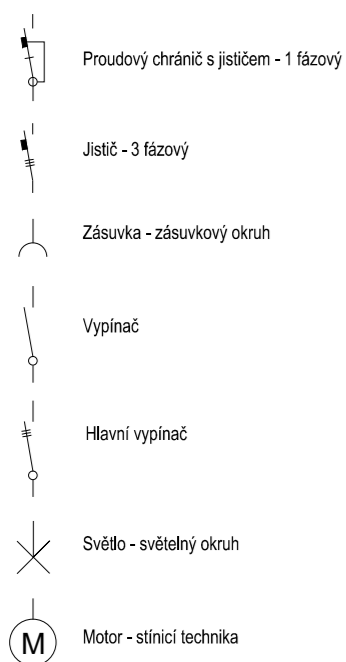 Proudový chránič s jističem - 1 fázový
Jistič - 3 fázový
Zásuvka - zásuvkový okruh
Vypínač
Hlavní vypínač
Světlo - světelný okruh
M
Motor - stínicí technika